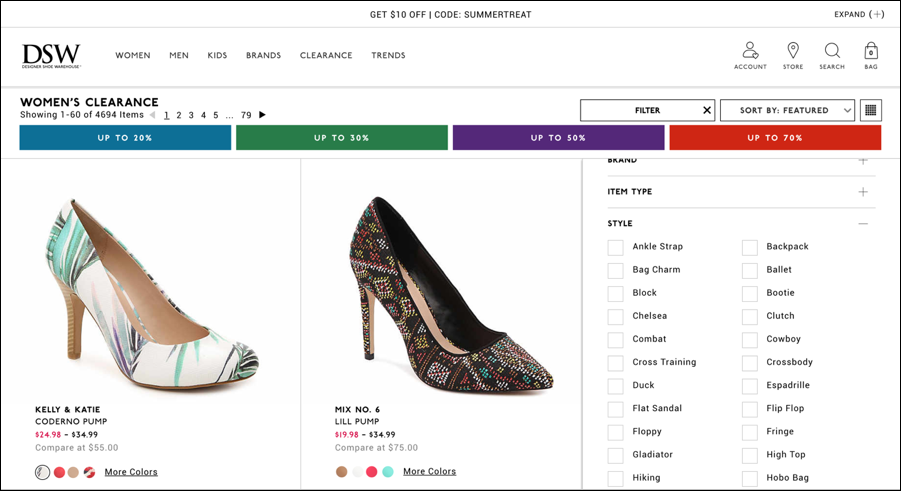 GET $10 OFF | CODE: SUMMERTREAT
EXPAND (+)
DSW
DESIGNER SHOE WAREHOUSE
WOMEN MEN KIDS BRANDS CLEARANCE TRENDS
ACCOUNT STORE SEARCH 0 BAG
WOMEN'S CLEARANCE
Showing 1-60 of 4694 Items ◀ 1 2 3 4 5 ... 79 ▶
FILTER ✕ SORT BY: FEATURED
UP TO 20% UP TO 30% UP TO 50% UP TO 70%
BRAND +
ITEM TYPE +
STYLE —
Ankle Strap Backpack
Bag Charm Ballet
Block Bootie
Chelsea Clutch
Combat Cowboy
Cross Training Crossbody
Duck Espadrille
Flat Sandal Flip Flop
Floppy Fringe
Gladiator High Top
Hiking Hobo Bag
KELLY & KATIE
CODERNO PUMP
$24.98 – $34.99
Compare at $55.00
More Colors
MIX NO. 6
LILL PUMP
$19.98 – $34.99
Compare at $75.00
More Colors